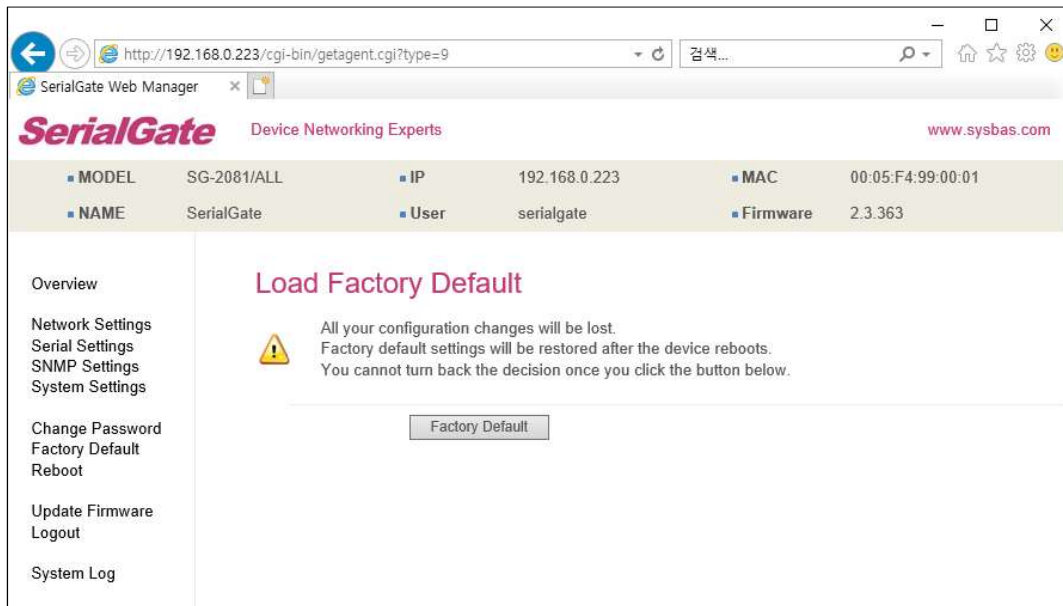 http://192.168.0.223/cgi-bin/getagent.cgi?type=9 검색...
SerialGate Web Manager
SerialGate Device Networking Experts www.sysbas.com
MODEL SG-2081/ALL IP 192.168.0.223 MAC 00:05:F4:99:00:01
NAME SerialGate User serialgate Firmware 2.3.363
Overview
Network Settings
Serial Settings
SNMP Settings
System Settings
Change Password
Factory Default
Reboot
Update Firmware
Logout
System Log
Load Factory Default
All your configuration changes will be lost.
Factory default settings will be restored after the device reboots.
You cannot turn back the decision once you click the button below.
Factory Default